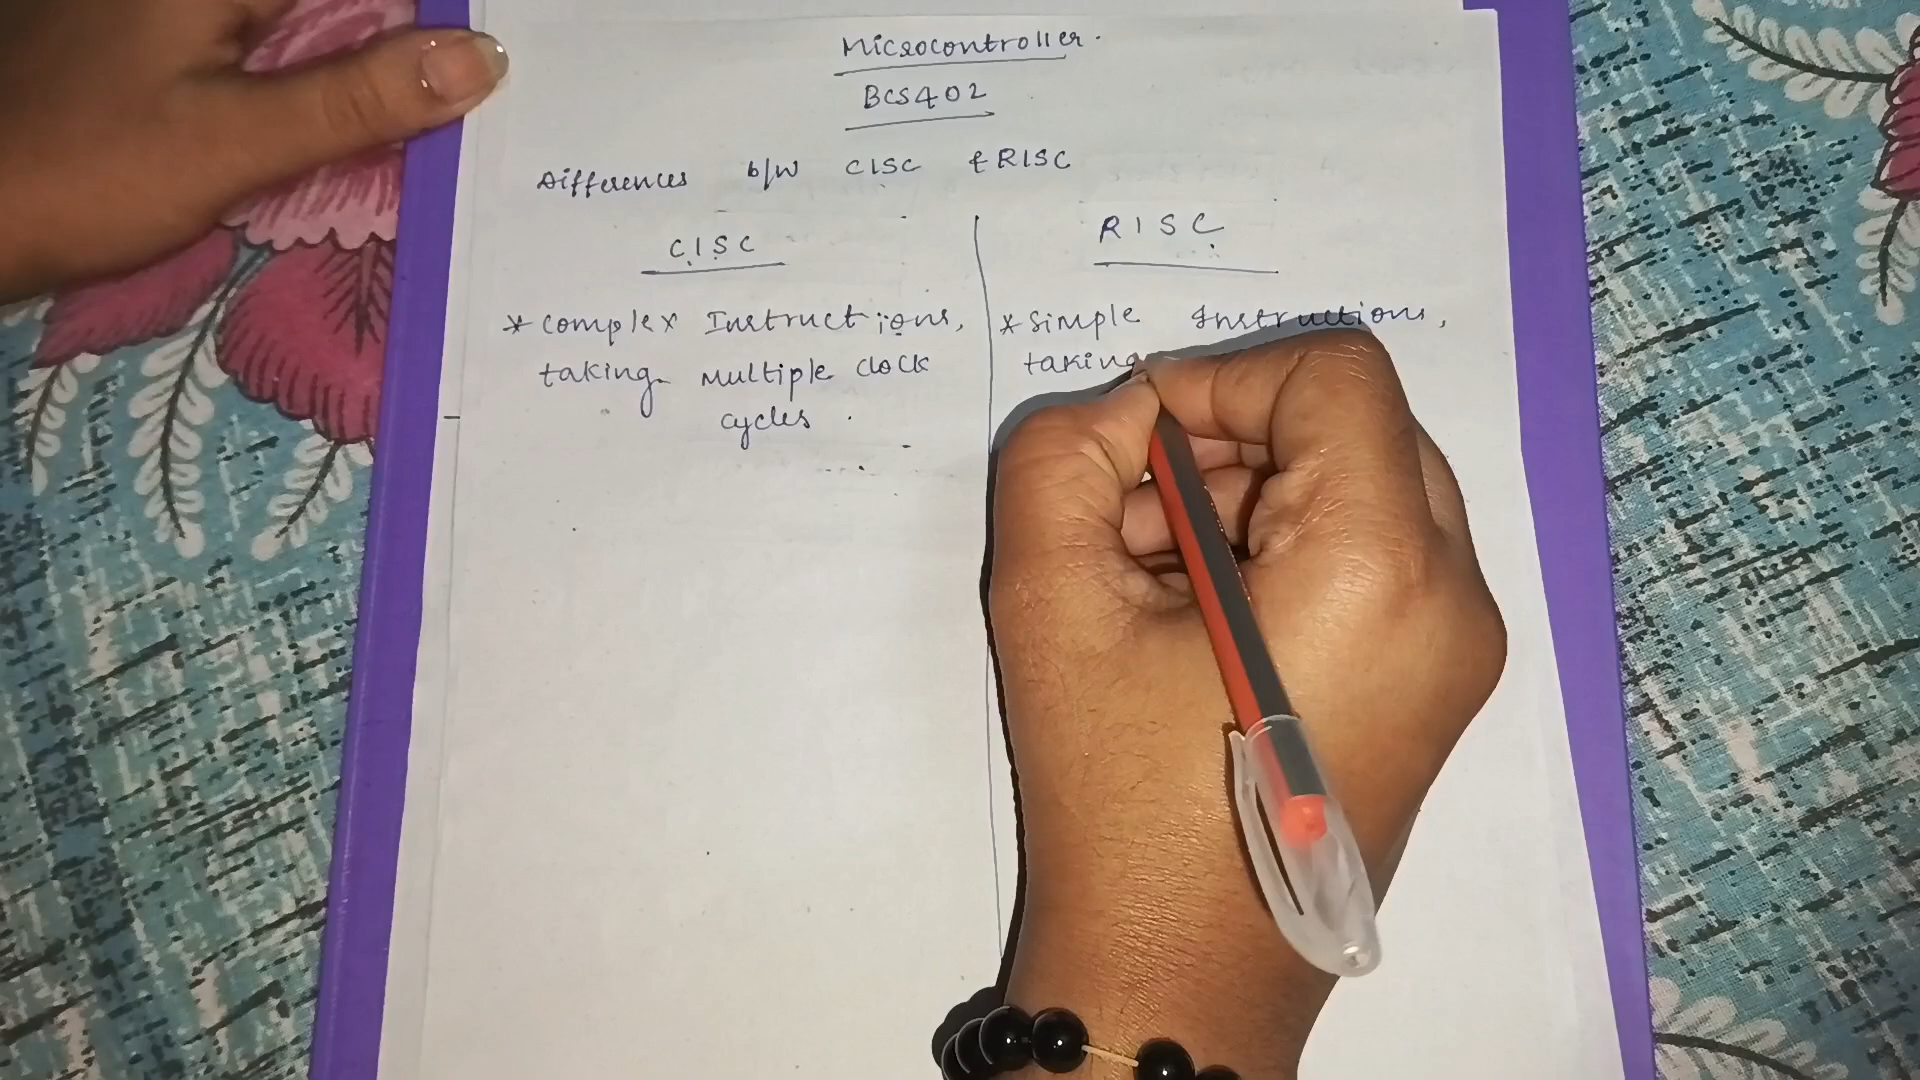 Microcontroller.
BCS402
Differences b/w CISC & RISC
CISC
* Complex Instructions,
taking multiple clock
cycles.
RISC
* Simple Instructions,
taking